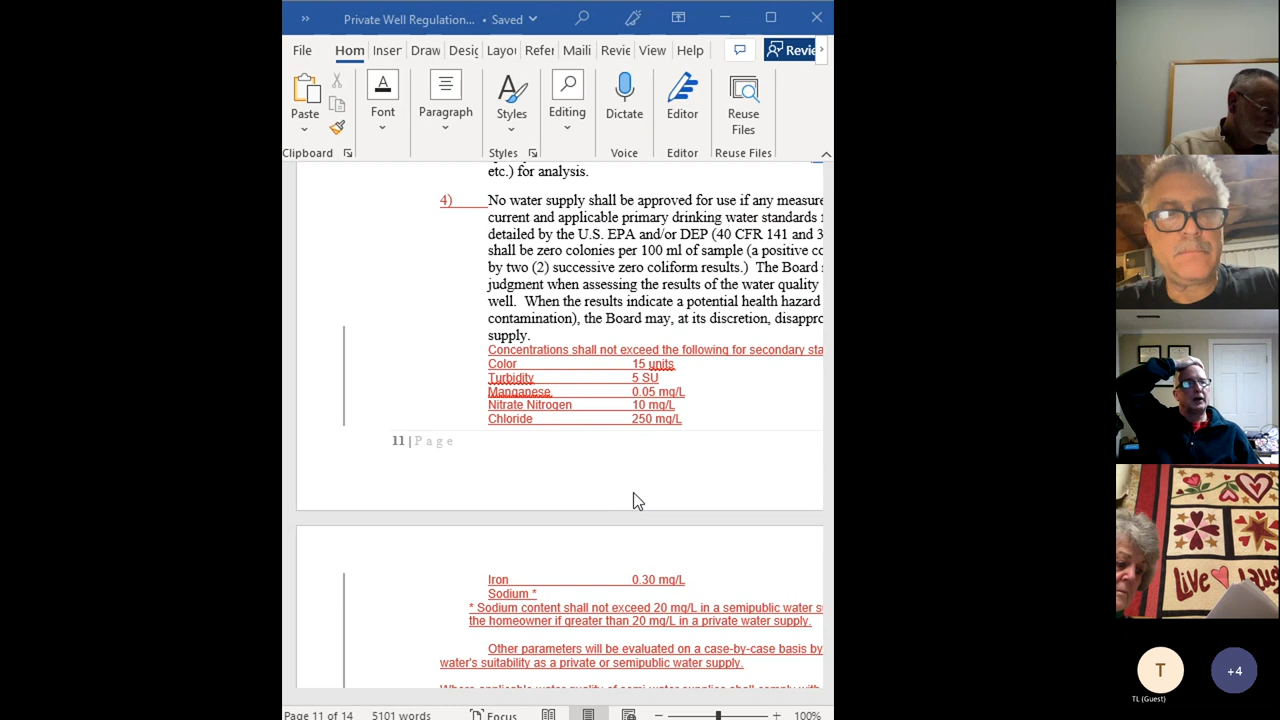 » Private Well Regulation... • Saved
File Hom Inser Draw Desig Layou Refer Maili Revie View Help Revie
Paste Font Paragraph Styles Editing Dictate Editor Reuse Files
Clipboard Styles Voice Editor Reuse Files
etc.) for analysis.
4) No water supply shall be approved for use if any measure
current and applicable primary drinking water standards
detailed by the U.S. EPA and/or DEP (40 CFR 141 and 3
shall be zero colonies per 100 ml of sample (a positive co
by two (2) successive zero coliform results.) The Board
judgment when assessing the results of the water quality
well. When the results indicate a potential health hazard
contamination), the Board may, at its discretion, disappro
supply.
Concentrations shall not exceed the following for secondary sta
Color 15 units
Turbidity 5 SU
Manganese 0.05 mg/L
Nitrate Nitrogen 10 mg/L
Chloride 250 mg/L
11 | Page
Iron 0.30 mg/L
Sodium *
* Sodium content shall not exceed 20 mg/L in a semipublic water s
the homeowner if greater than 20 mg/L in a private water supply.
Other parameters will be evaluated on a case-by-case basis by
water's suitability as a private or semipublic water supply.
Page 11 of 14 5101 words Focus 100%
Live Laugh
T
TL (Guest)
+4